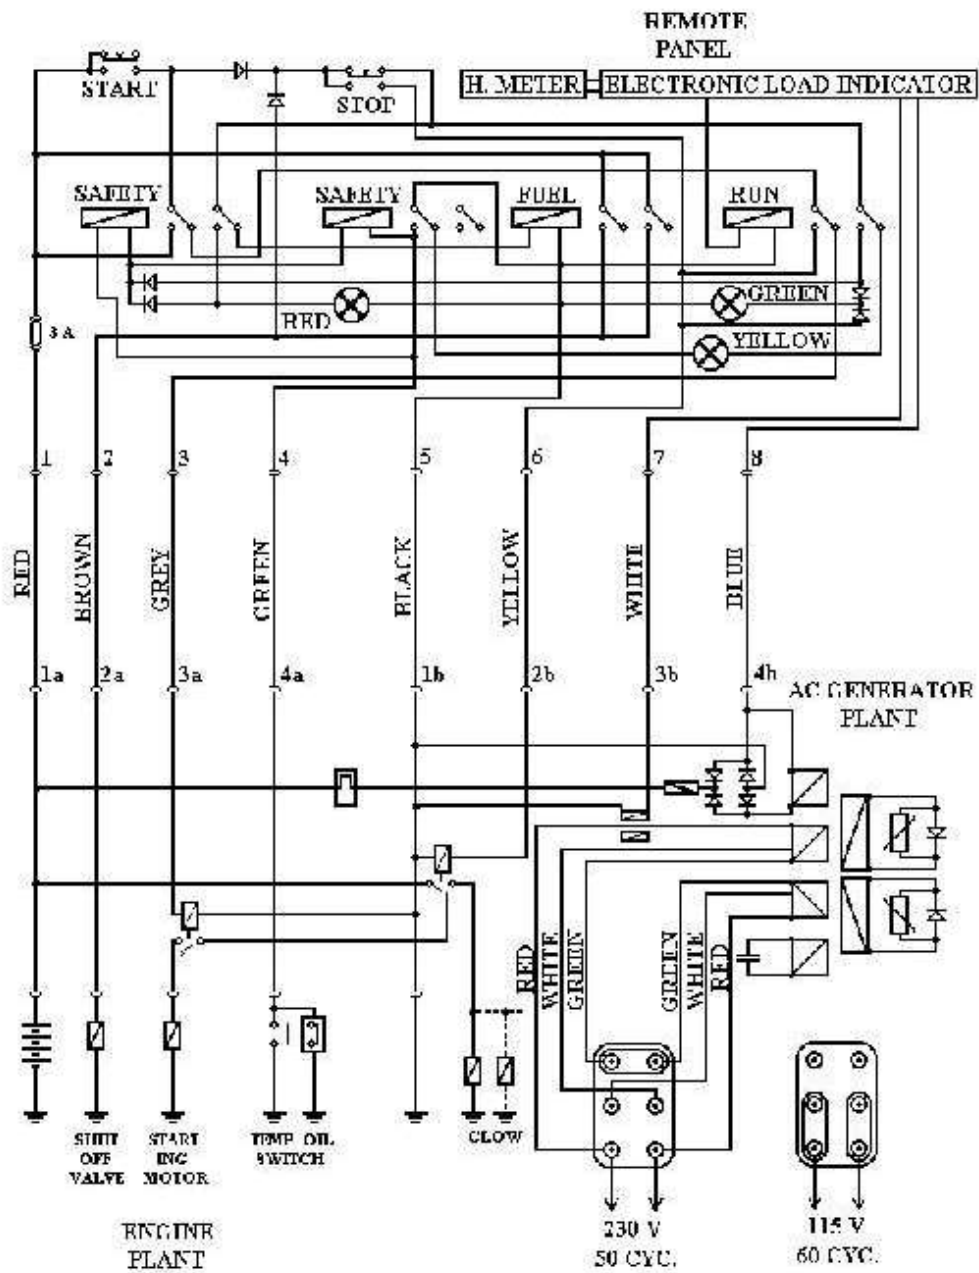 REMOTE
PANEL
START
STOP
H. METER
ELECTRONIC LOAD INDICATOR
SAFETY
SAFETY
FUEL
RUN
GREEN
RED
3 A
YELLOW
1
2
3
4
5
6
7
8
RED
BROWN
GREY
GREEN
BLACK
YELLOW
WHITE
BLUE
1a
2a
3a
4a
1b
2b
3b
4b
AC GENERATOR
PLANT
RED
WHITE
GREEN
GREEN
WHITE
RED
SHUT
OFF
VALVE
START
ING
MOTOR
TEMP. OIL
SWITCH
GLOW
230 V
50 CYC.
115 V
60 CYC.
ENGINE
PLANT